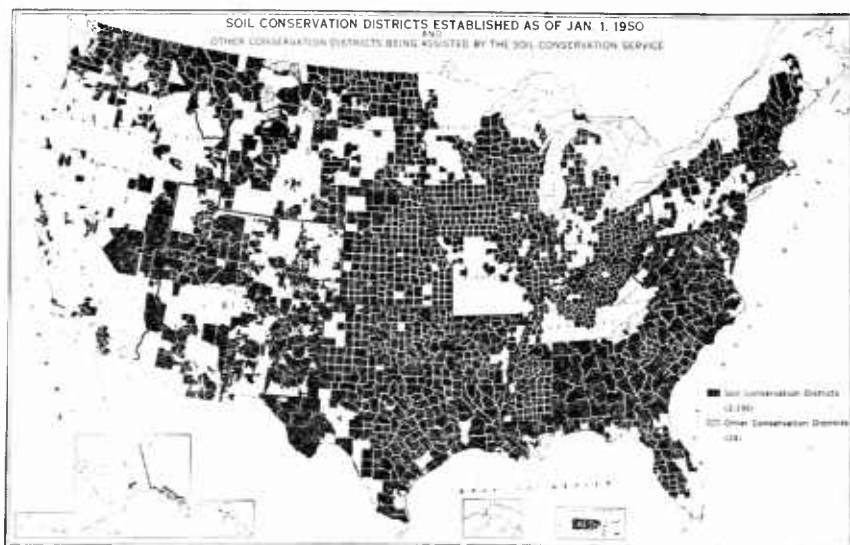 SOIL CONSERVATION DISTRICTS ESTABLISHED AS OF JAN. 1, 1950
AND
OTHER CONSERVATION DISTRICTS BEING ASSISTED BY THE SOIL CONSERVATION SERVICE
Soil Conservation Districts
Other Conservation Districts